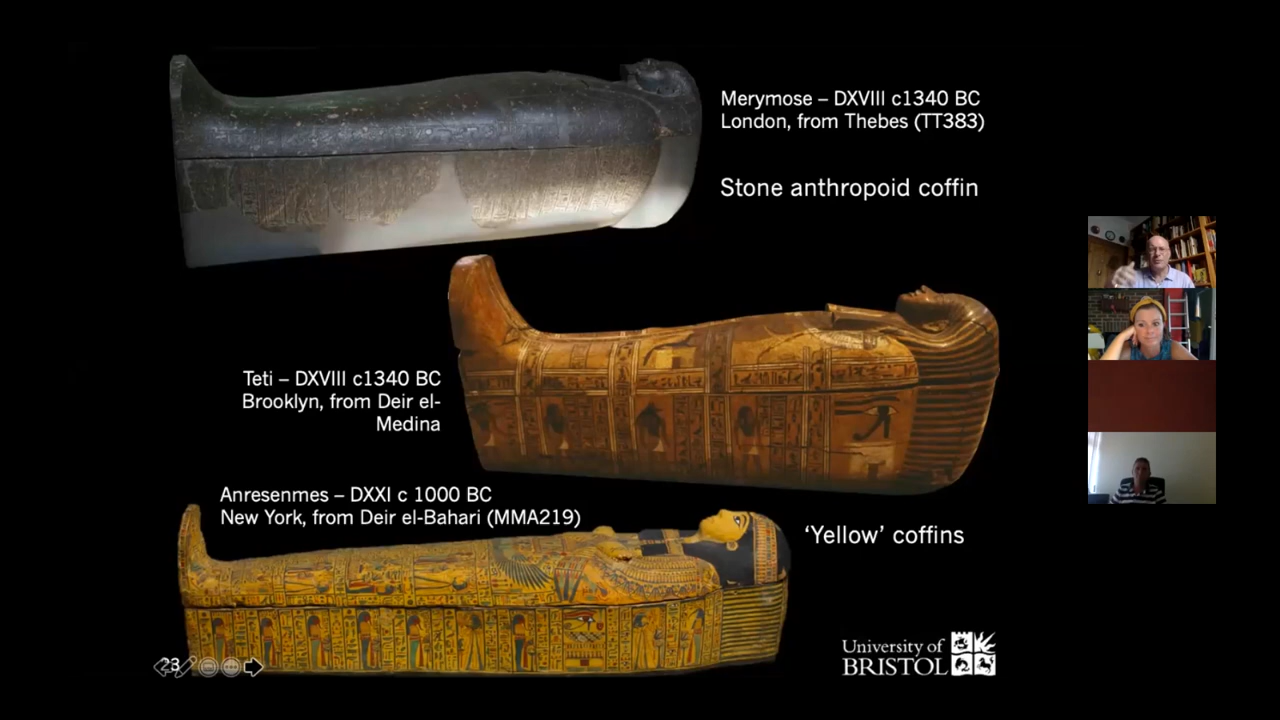 Merymose – DXVIII c1340 BC
London, from Thebes (TT383)
Stone anthropoid coffin
Teti – DXVIII c1340 BC
Brooklyn, from Deir el-
Medina
Anresenmes – DXXI c 1000 BC
New York, from Deir el-Bahari (MMA219)
‘Yellow’ coffins
University of
BRISTOL
23